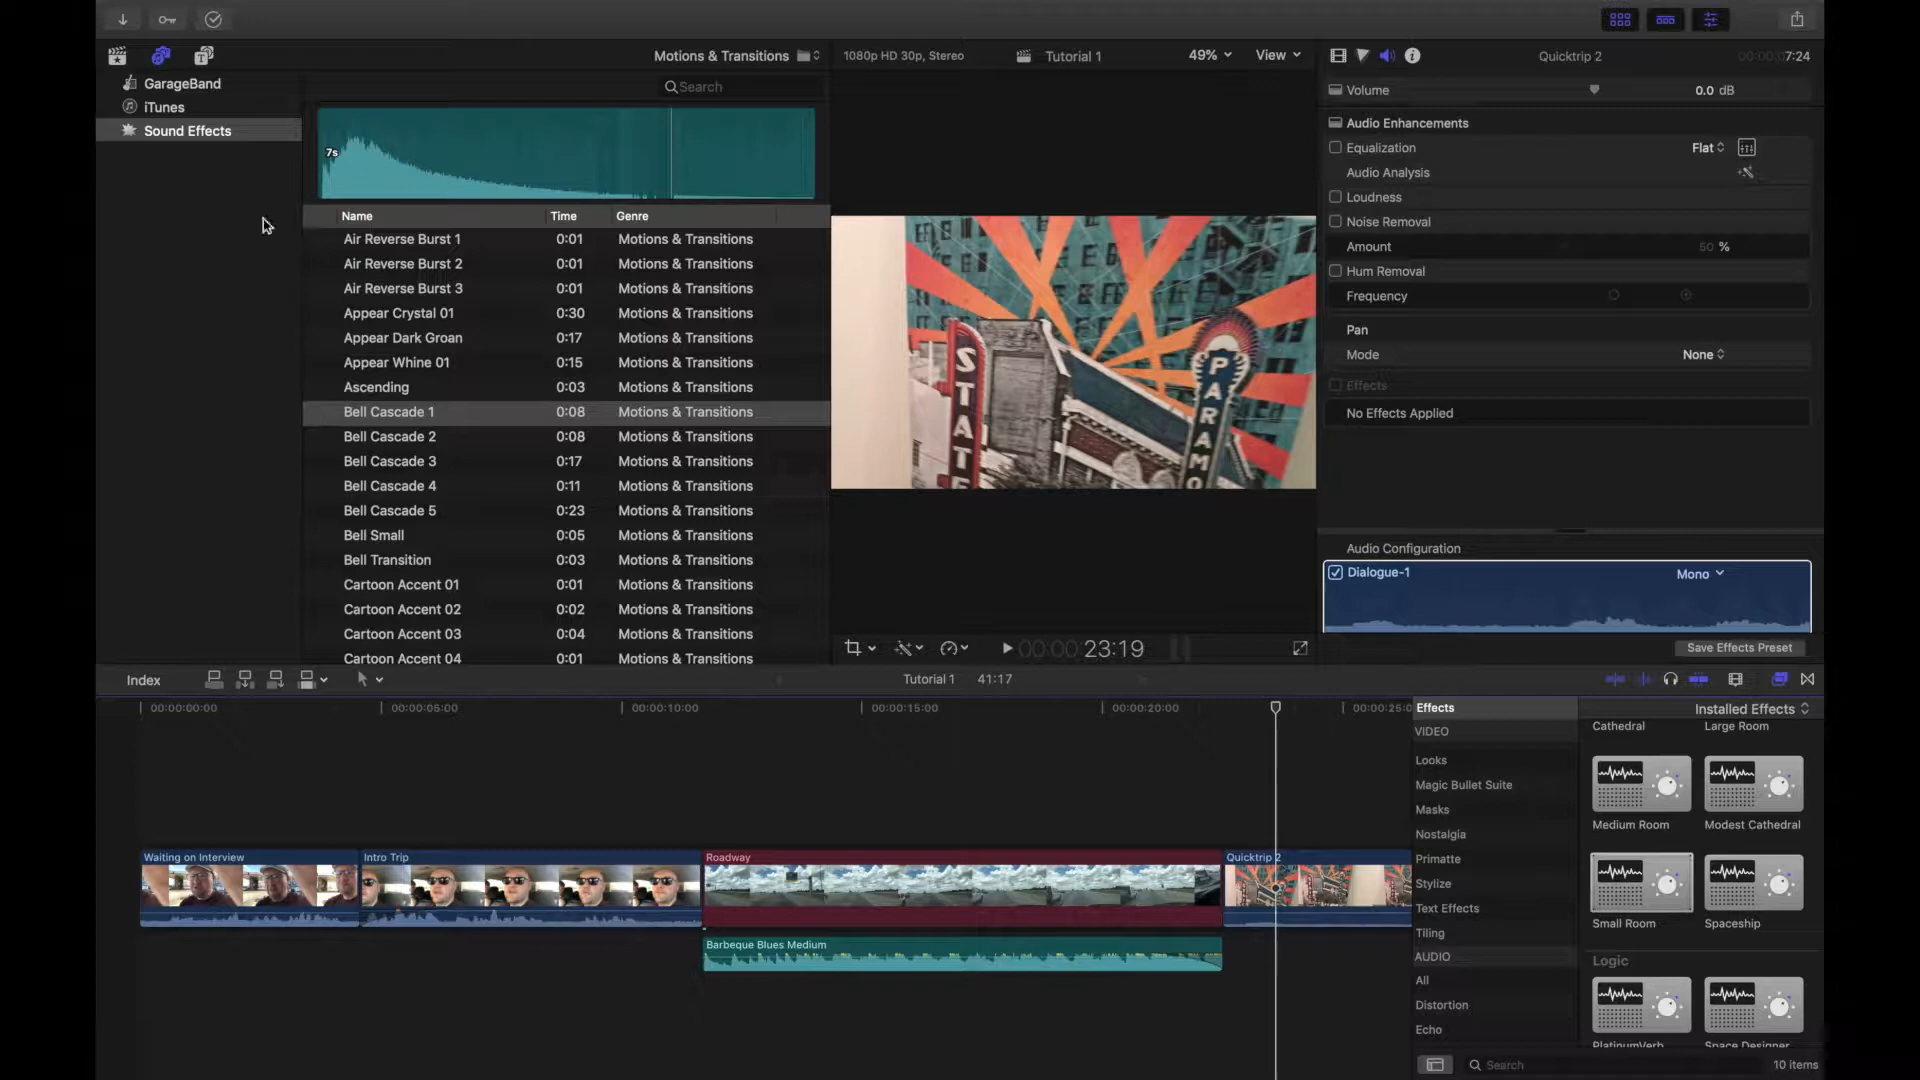 Motions & Transitions
1080p HD 30p, Stereo
Tutorial 1
49%
View
Quicktrip 2
00:00:07:24
GarageBand
iTunes
Sound Effects
Search
7s
Name Time Genre
Air Reverse Burst 1 0:01 Motions & Transitions
Air Reverse Burst 2 0:01 Motions & Transitions
Air Reverse Burst 3 0:01 Motions & Transitions
Appear Crystal 01 0:30 Motions & Transitions
Appear Dark Groan 0:17 Motions & Transitions
Appear Whine 01 0:15 Motions & Transitions
Ascending 0:03 Motions & Transitions
Bell Cascade 1 0:08 Motions & Transitions
Bell Cascade 2 0:08 Motions & Transitions
Bell Cascade 3 0:17 Motions & Transitions
Bell Cascade 4 0:11 Motions & Transitions
Bell Cascade 5 0:23 Motions & Transitions
Bell Small 0:05 Motions & Transitions
Bell Transition 0:03 Motions & Transitions
Cartoon Accent 01 0:01 Motions & Transitions
Cartoon Accent 02 0:02 Motions & Transitions
Cartoon Accent 03 0:04 Motions & Transitions
Cartoon Accent 04 0:01 Motions & Transitions
STATE
PARAMO
00:00:23:19
Volume 0.0 dB
Audio Enhancements
Equalization Flat
Audio Analysis
Loudness
Noise Removal
Amount 50 %
Hum Removal
Frequency
Pan
Mode None
Effects
No Effects Applied
Audio Configuration
Dialogue-1 Mono
Save Effects Preset
Index
Tutorial 1 41:17
00:00:00:00 00:00:05:00 00:00:10:00 00:00:15:00 00:00:20:00 00:00:25:0
Waiting on Interview
Intro Trip
Roadway
Quicktrip 2
Barbeque Blues Medium
Effects
Installed Effects
VIDEO
Looks
Magic Bullet Suite
Masks
Nostalgia
Primatte
Stylize
Text Effects
Tiling
AUDIO
All
Distortion
Echo
Cathedral
Large Room
Medium Room
Modest Cathedral
Small Room
Spaceship
Logic
PlatinumVerb
Space Designer
Search
10 items